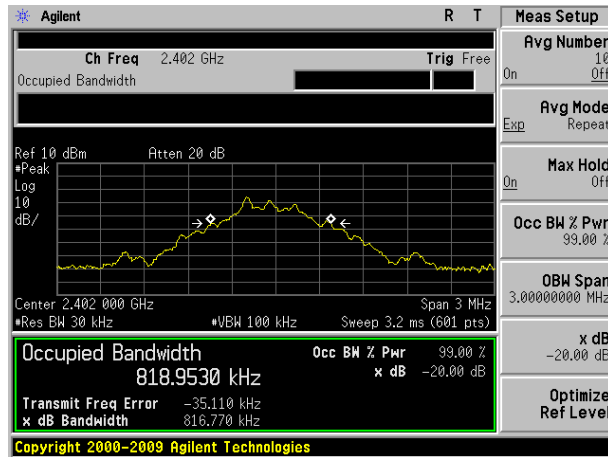 Agilent R T
Ch Freq 2.402 GHz Trig Free
Occupied Bandwidth
Ref 10 dBm Atten 20 dB
#Peak
Log
10
dB/
Center 2.402 000 GHz Span 3 MHz
#Res BW 30 kHz #VBW 100 kHz Sweep 3.2 ms (601 pts)
Occupied Bandwidth Occ BW % Pwr 99.00 %
818.9530 kHz x dB -20.00 dB
Transmit Freq Error -35.110 kHz
x dB Bandwidth 816.770 kHz
Copyright 2000-2009 Agilent Technologies
Meas Setup
Avg Number
10
On Off
Avg Mode
Exp Repeat
Max Hold
On Off
Occ BW % Pwr
99.00 %
OBW Span
3.00000000 MHz
x dB
-20.00 dB
Optimize
Ref Level